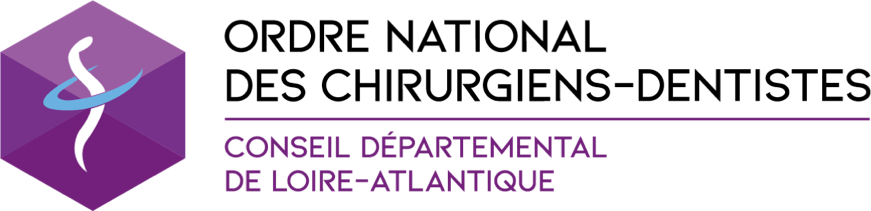 ORDRE NATIONAL
DES CHIRURGIENS-DENTISTES
CONSEIL DÉPARTEMENTAL
DE LOIRE-ATLANTIQUE